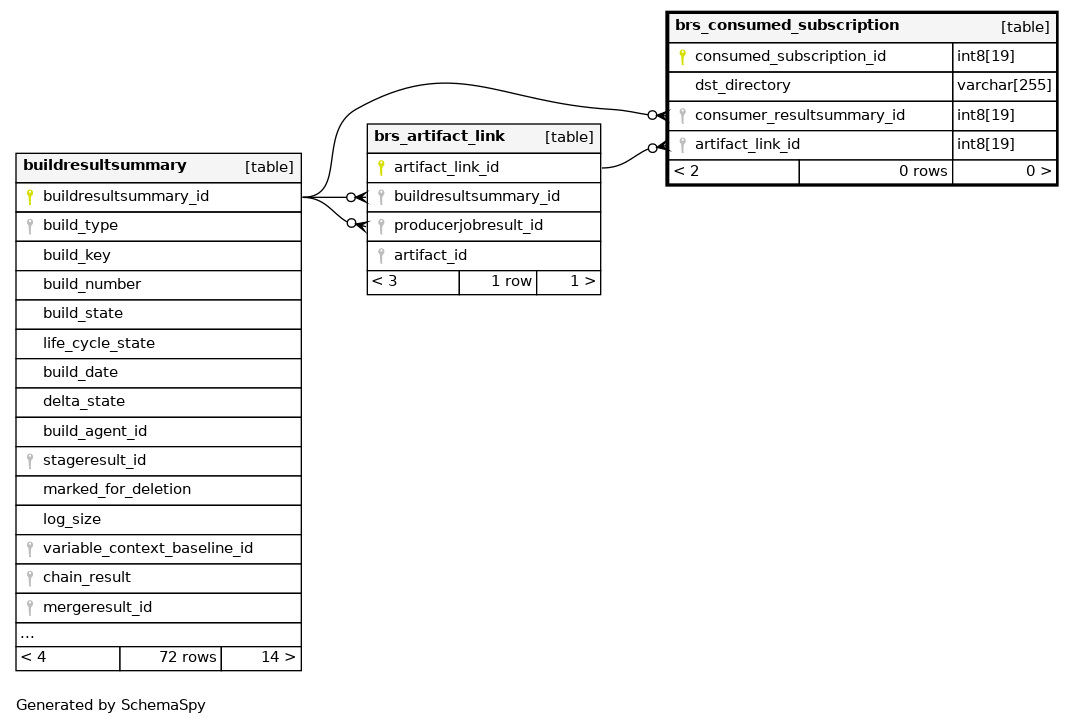 brs_consumed_subscription [table]
consumed_subscription_id int8[19]
dst_directory varchar[255]
consumer_resultsummary_id int8[19]
artifact_link_id int8[19]
< 2 0 rows 0 >
brs_artifact_link [table]
artifact_link_id
buildresultsummary_id
producerjobresult_id
artifact_id
< 3 1 row 1 >
buildresultsummary [table]
buildresultsummary_id
build_type
build_key
build_number
build_state
life_cycle_state
build_date
delta_state
build_agent_id
stageresult_id
marked_for_deletion
log_size
variable_context_baseline_id
chain_result
mergeresult_id
...
< 4 72 rows 14 >
Generated by SchemaSpy